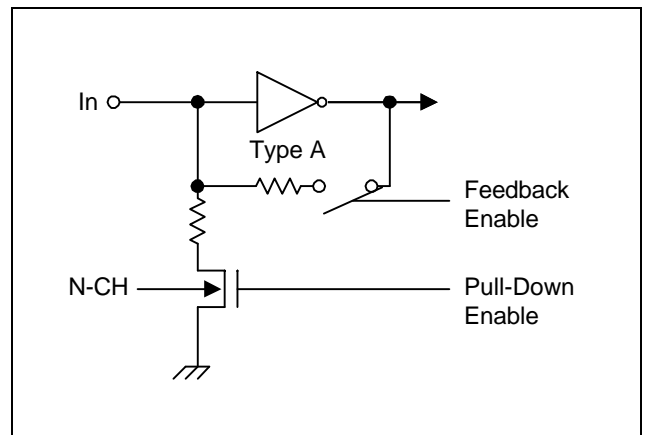 In
Type A
Feedback
Enable
N-CH
Pull-Down
Enable